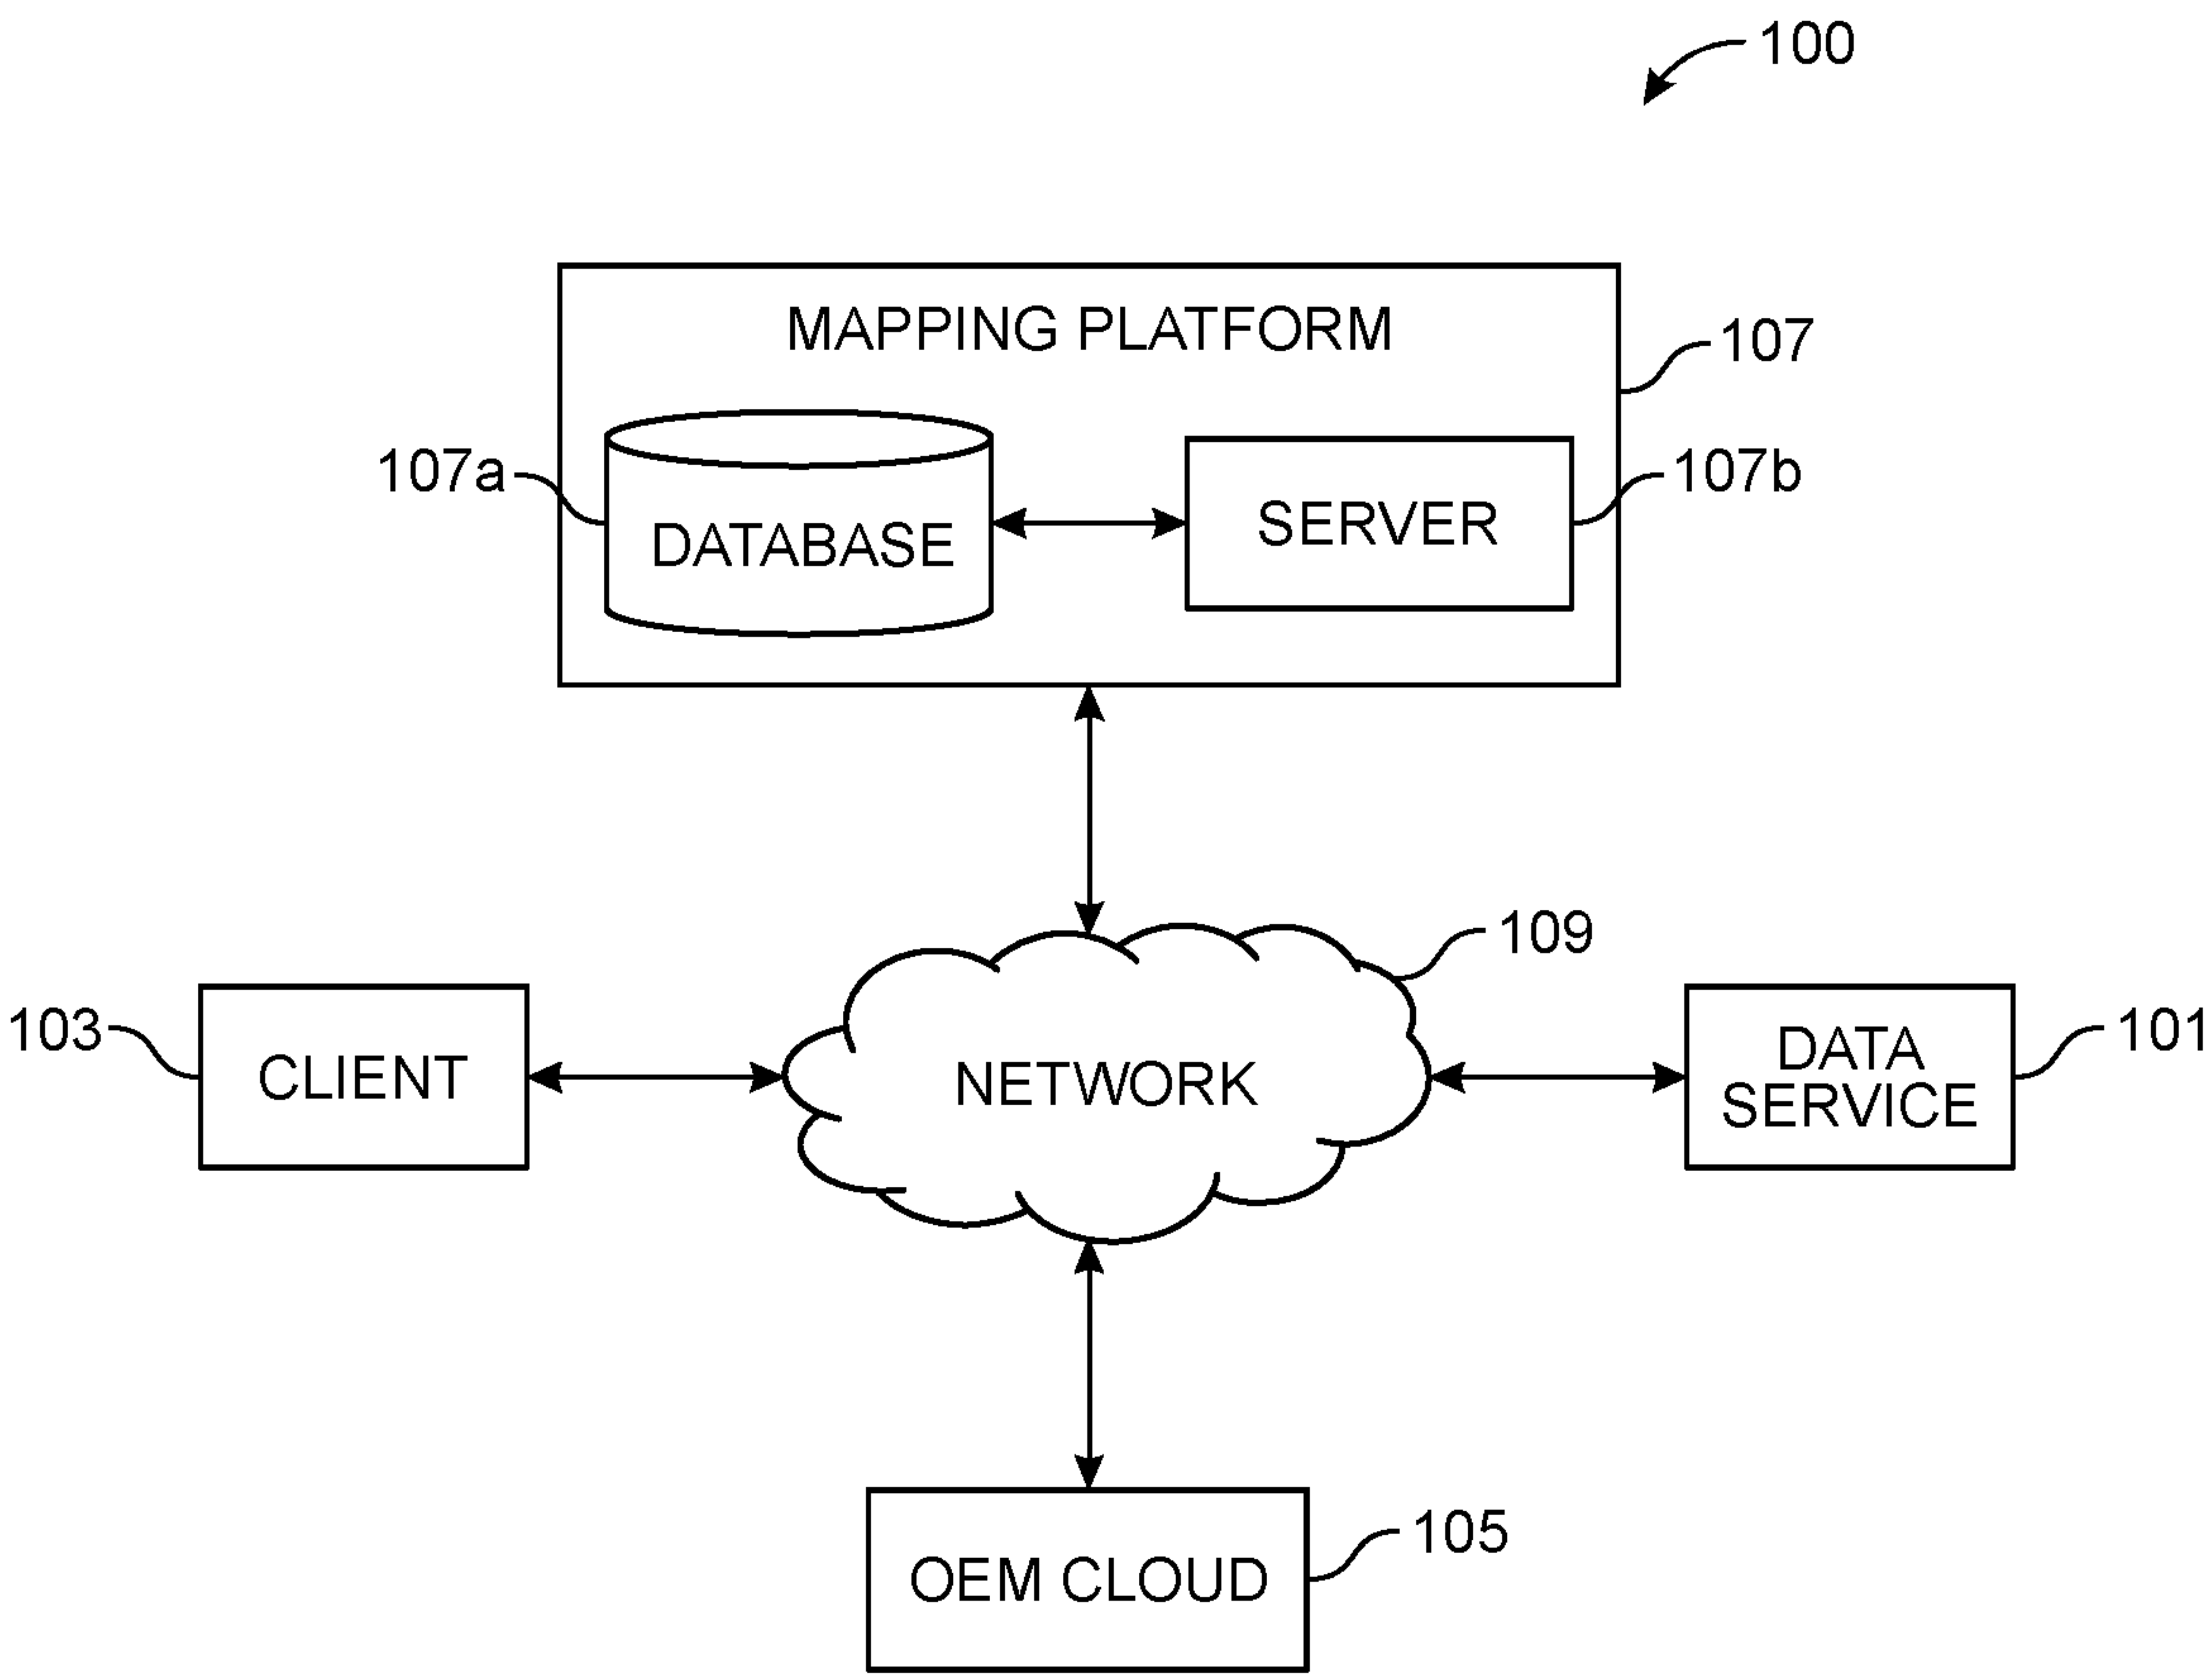 100
MAPPING PLATFORM
107
107a
DATABASE
SERVER
107b
109
103
CLIENT
NETWORK
DATA
SERVICE
101
OEM CLOUD
105